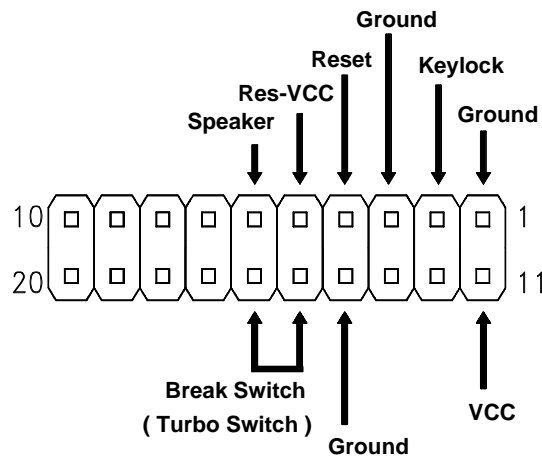 Ground
Reset
Keylock
Res-VCC
Speaker
Ground
10
1
20
11
Break Switch
( Turbo Switch )
VCC
Ground